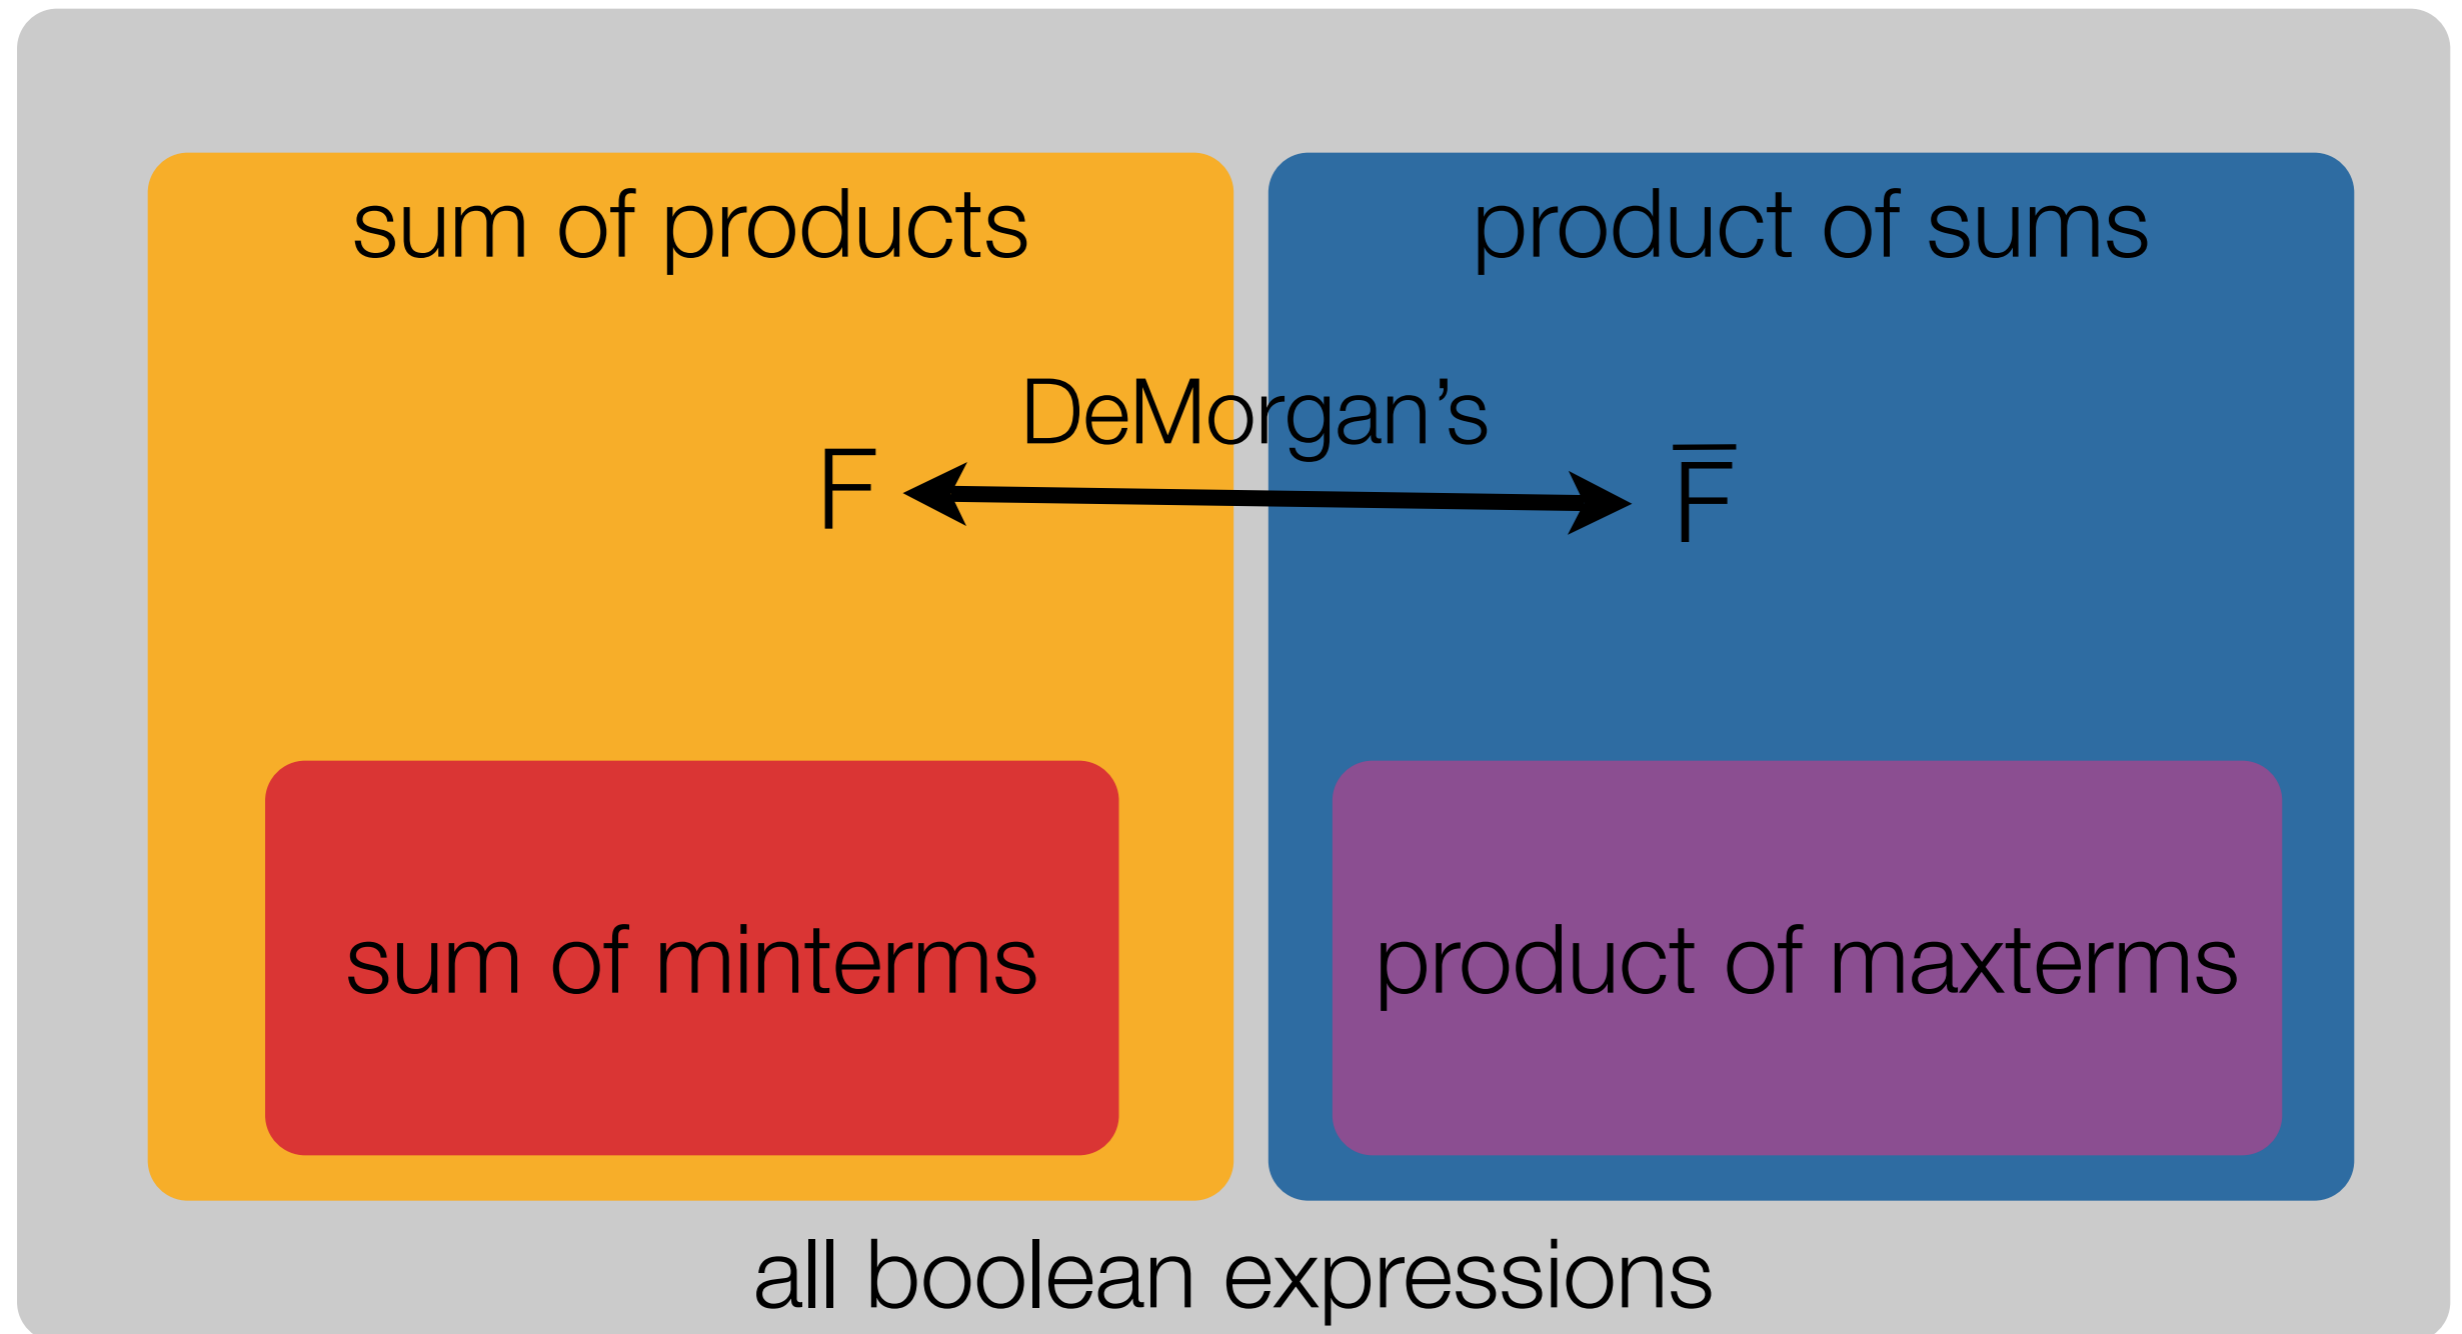 sum of products
product of sums
DeMorgan’s
F
F̅
sum of minterms
product of maxterms
all boolean expressions